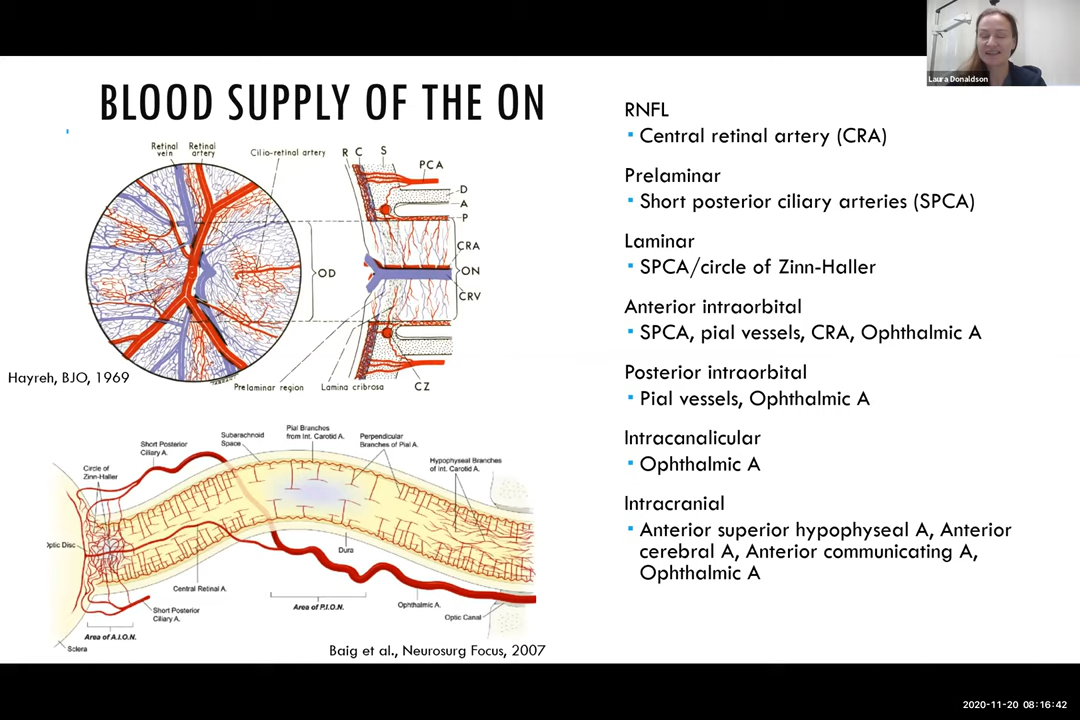 Laura Donaldson
BLOOD SUPPLY OF THE ON
Retinal vein
Retinal artery
Cilio-retinal artery
R C S
PCA
D
A
P
CRA
OD
ON
CRV
Prelaminar region
Lamina cribrosa
CZ
Hayreh, BJO, 1969
Short Posterior
Ciliary A.
Subarachnoid
Space
Pial Branches
from Int. Carotid A.
Perpendicular
Branches of Pial A.
Hypophyseal Branches
of Int. Carotid A.
Circle of
Zinn-Haller
Optic Disc
Dura
Central Retinal A.
Short Posterior
Ciliary A.
Area of P.I.O.N.
Ophthalmic A.
Optic Canal
Area of A.I.O.N.
Sclera
Baig et al., Neurosurg Focus, 2007
RNFL
▪ Central retinal artery (CRA)
Prelaminar
▪ Short posterior ciliary arteries (SPCA)
Laminar
▪ SPCA/circle of Zinn-Haller
Anterior intraorbital
▪ SPCA, pial vessels, CRA, Ophthalmic A
Posterior intraorbital
▪ Pial vessels, Ophthalmic A
Intracanalicular
▪ Ophthalmic A
Intracranial
▪ Anterior superior hypophyseal A, Anterior
cerebral A, Anterior communicating A,
Ophthalmic A
2020-11-20 08:16:42